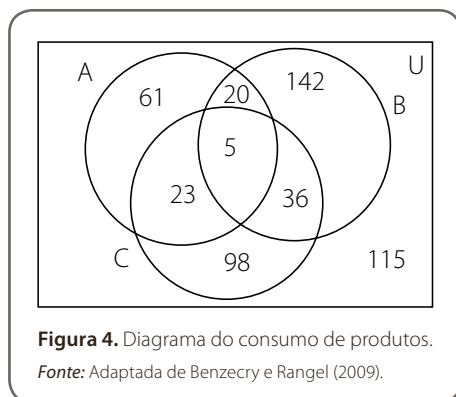 A
61
20
142
U
B
5
23
36
C
98
115
Figura 4. Diagrama do consumo de produtos.
Fonte: Adaptada de Benzecry e Rangel (2009).